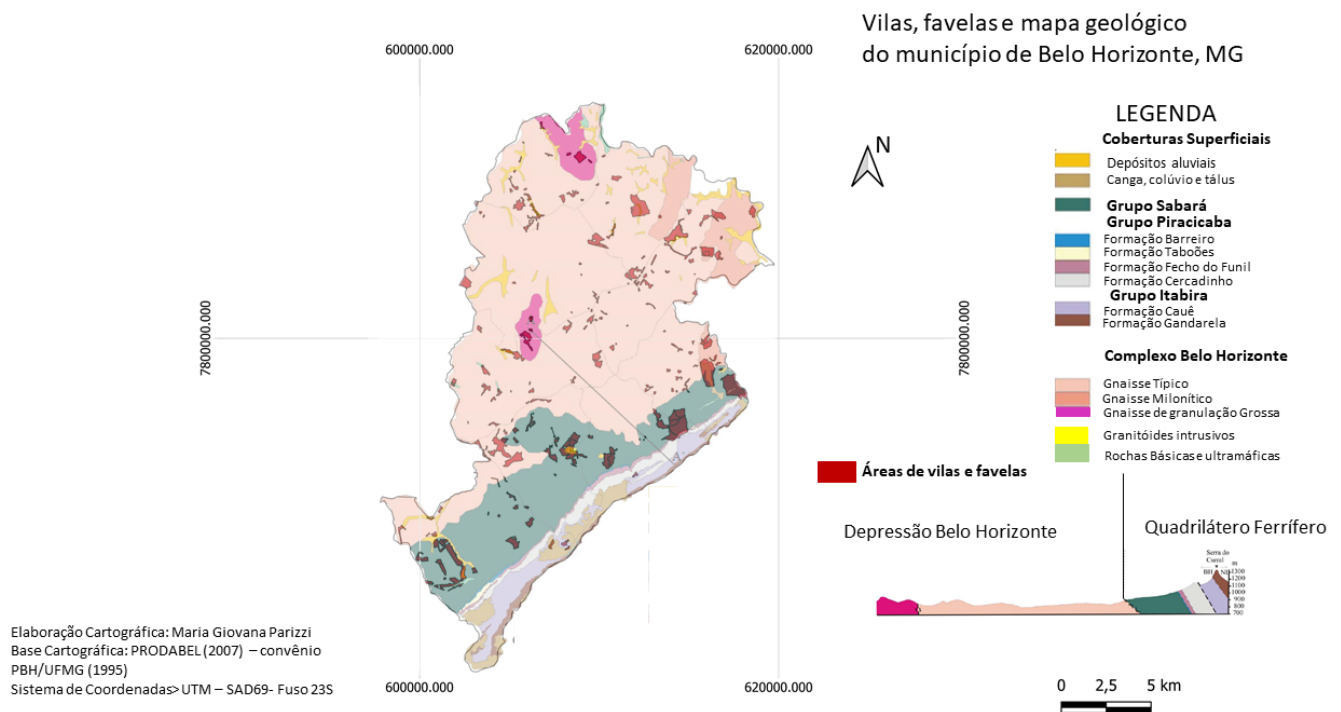 Vilas, favelas e mapa geológico
do município de Belo Horizonte, MG
600000.000
620000.000
N
7800000.000
7800000.000
600000.000
620000.000
LEGENDA
Coberturas Superficiais
Depósitos aluviais
Canga, colúvio e tálus
Grupo Sabará
Grupo Piracicaba
Formação Barreiro
Formação Taboões
Formação Fecho do Funil
Formação Cercadinho
Grupo Itabira
Formação Cauê
Formação Gandarela
Complexo Belo Horizonte
Gnaisse Típico
Gnaisse Milonítico
Gnaisse de granulação Grossa
Granitóides intrusivos
Rochas Básicas e ultramáficas
Áreas de vilas e favelas
Depressão Belo Horizonte
Quadrilátero Ferrífero
Serra do
Curral
BH
m
1300
1200
1100
1000
900
800
700
Elaboração Cartográfica: Maria Giovana Parizzi
Base Cartográfica: PRODABEL (2007) – convênio
PBH/UFMG (1995)
Sistema de Coordenadas> UTM – SAD69- Fuso 23S
0 2,5 5 km